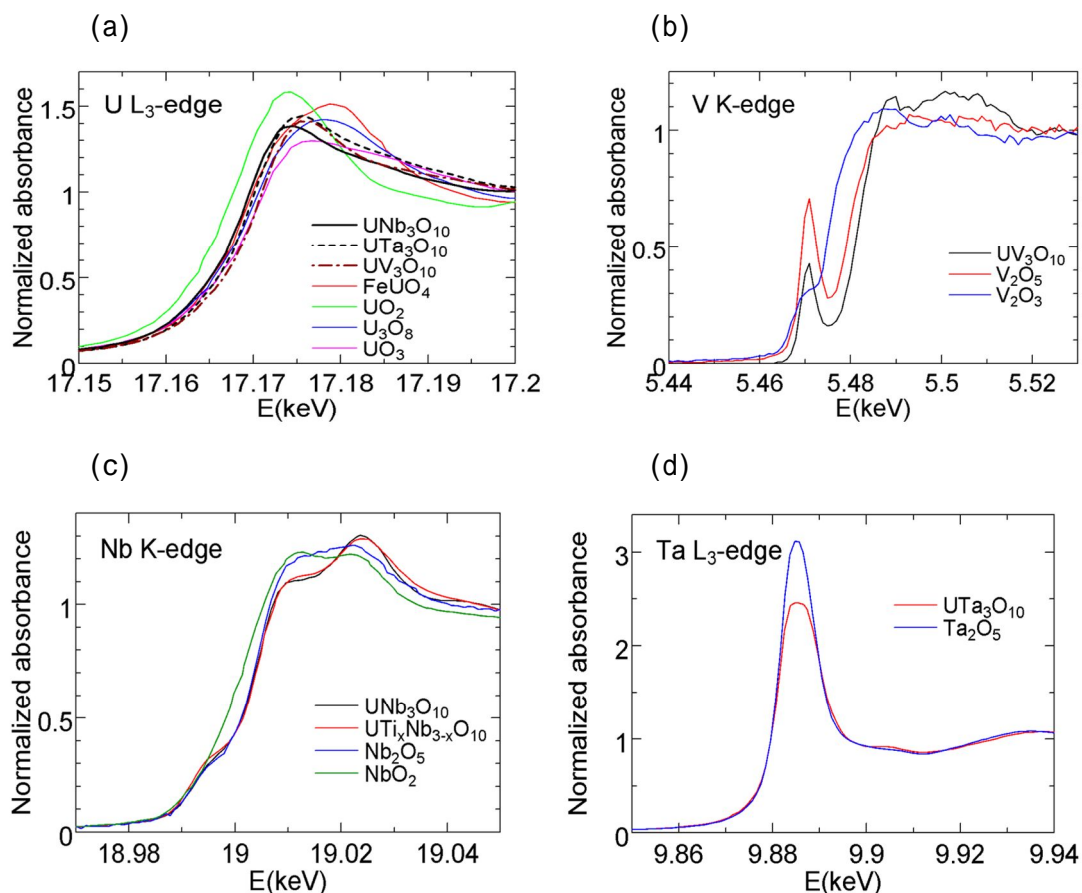 (a)
U L₃-edge
Normalized absorbance
1.5
1
0.5
0
UNb₃O₁₀
UTa₃O₁₀
UV₃O₁₀
FeUO₄
UO₂
U₃O₈
UO₃
17.15 17.16 17.17 17.18 17.19 17.2
E(keV)
(b)
V K-edge
Normalized absorbance
1
0.5
0
UV₃O₁₀
V₂O₅
V₂O₃
5.44 5.46 5.48 5.5 5.52
E(keV)
(c)
Nb K-edge
Normalized absorbance
1
0.5
0
UNb₃O₁₀
UTiₓNb₃₋ₓO₁₀
Nb₂O₅
NbO₂
18.98 19 19.02 19.04
E(keV)
(d)
Ta L₃-edge
Normalized absorbance
3
2
1
0
UTa₃O₁₀
Ta₂O₅
9.86 9.88 9.9 9.92 9.94
E(keV)